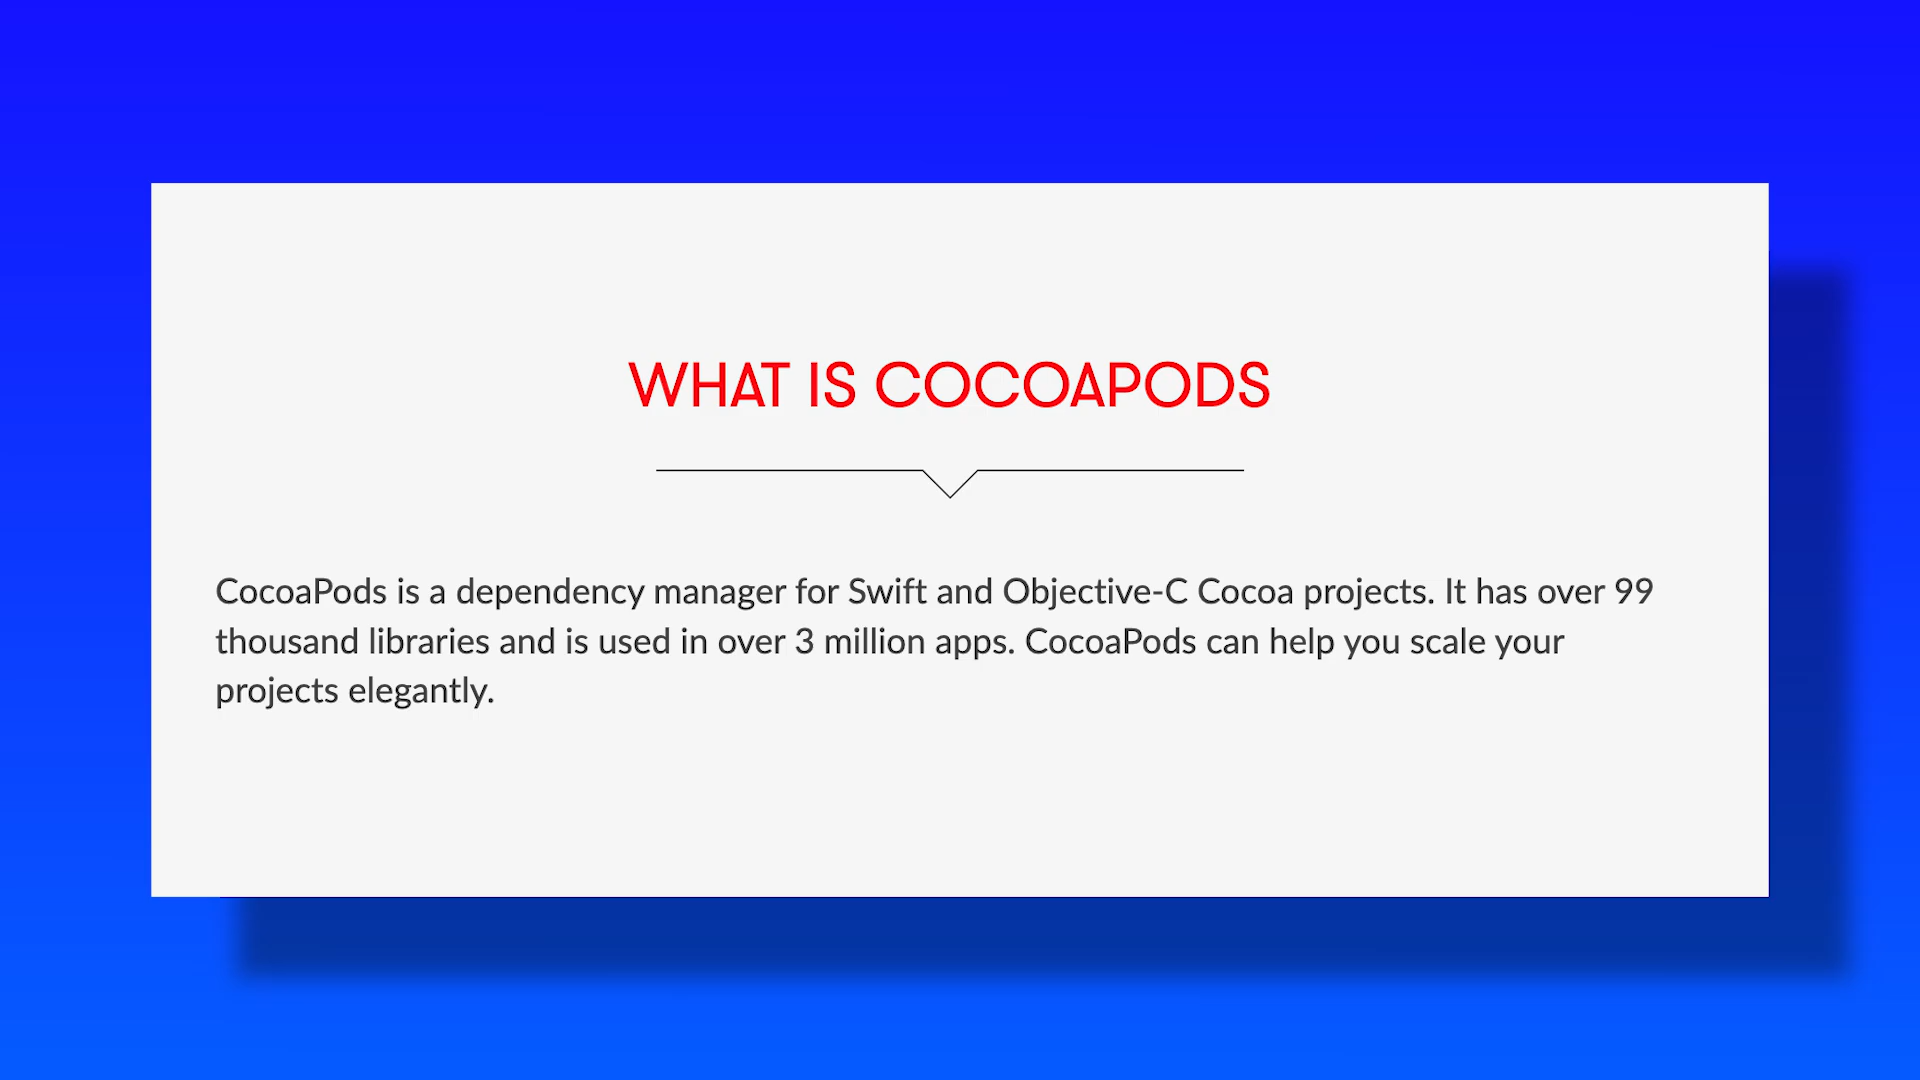 WHAT IS COCOAPODS
CocoaPods is a dependency manager for Swift and Objective-C Cocoa projects. It has over 99
thousand libraries and is used in over 3 million apps. CocoaPods can help you scale your
projects elegantly.